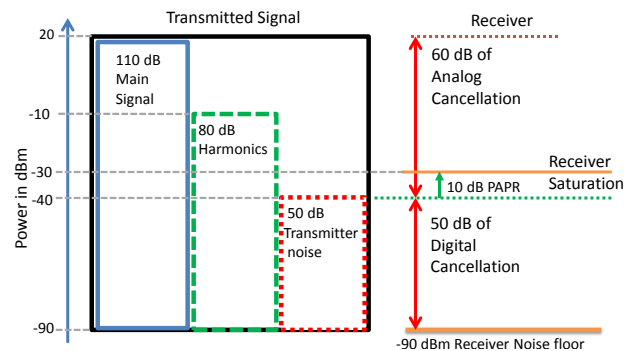 Transmitted Signal
Receiver
Power in dBm
20
-10
-30
-40
-90
110 dB
Main
Signal
80 dB
Harmonics
50 dB
Transmitter
noise
60 dB of
Analog
Cancellation
Receiver
Saturation
10 dB PAPR
50 dB of
Digital
Cancellation
-90 dBm Receiver Noise floor